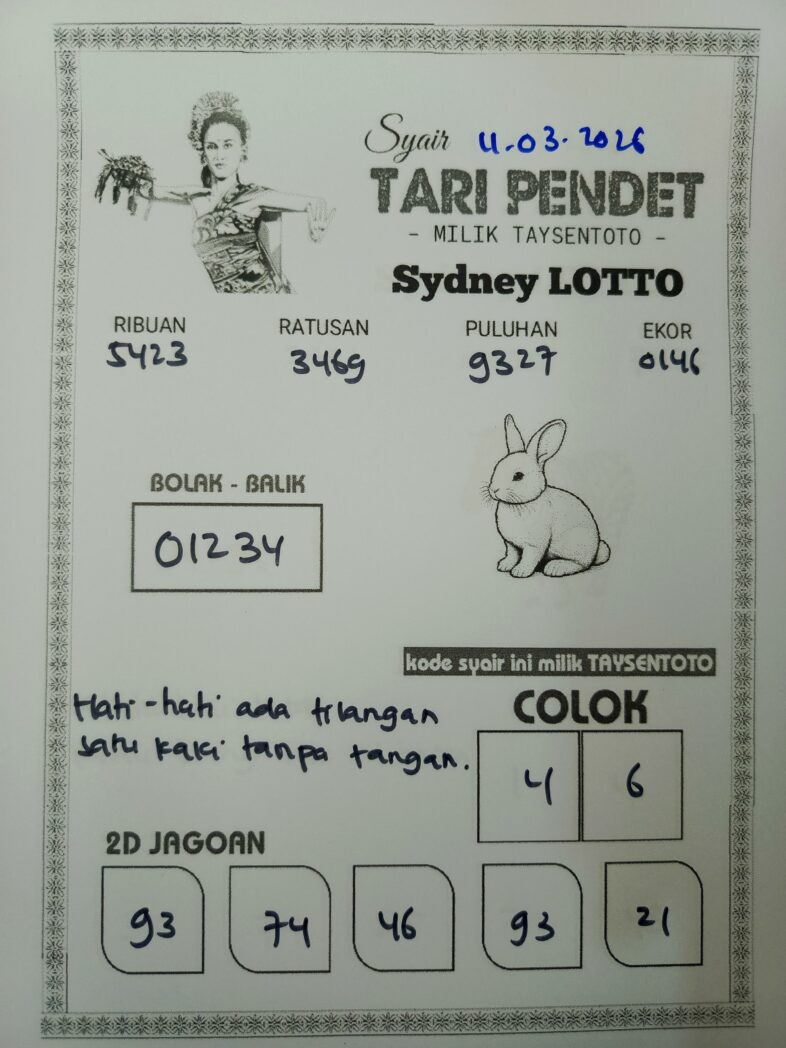 Syair 11.03.2026
TARI PENDET
- MILIK TAYSENTOTO -
Sydney LOTTO
RIBUAN RATUSAN PULUHAN EKOR
5423 3469 9327 0146
BOLAK - BALIK
01234
kode syair ini milik TAYSENTOTO
Hati-hati ada trlangan
satu kaki tanpa tangan.
COLOK
4 6
2D JAGOAN
93 74 46 93 21